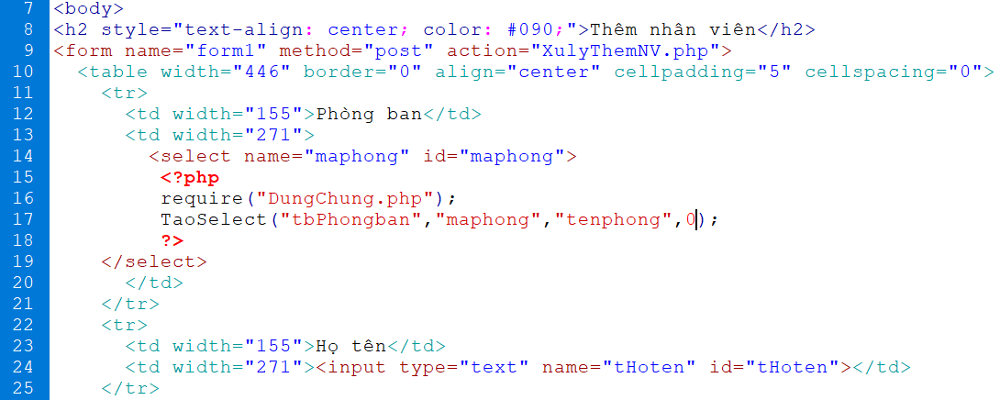 7 <body>
8 <h2 style="text-align: center; color: #090;">Thêm nhân viên</h2>
9 <form name="form1" method="post" action="XulyThemNV.php">
10 <table width="446" border="0" align="center" cellpadding="5" cellspacing="0">
11 <tr>
12 <td width="155">Phòng ban</td>
13 <td width="271">
14 <select name="maphong" id="maphong">
15 <?php
16 require("DungChung.php");
17 TaoSelect("tbPhongban","maphong","tenphong",0);
18 ?>
19 </select>
20 </td>
21 </tr>
22 <tr>
23 <td width="155">Họ tên</td>
24 <td width="271"><input type="text" name="tHoten" id="tHoten"></td>
25 </tr>